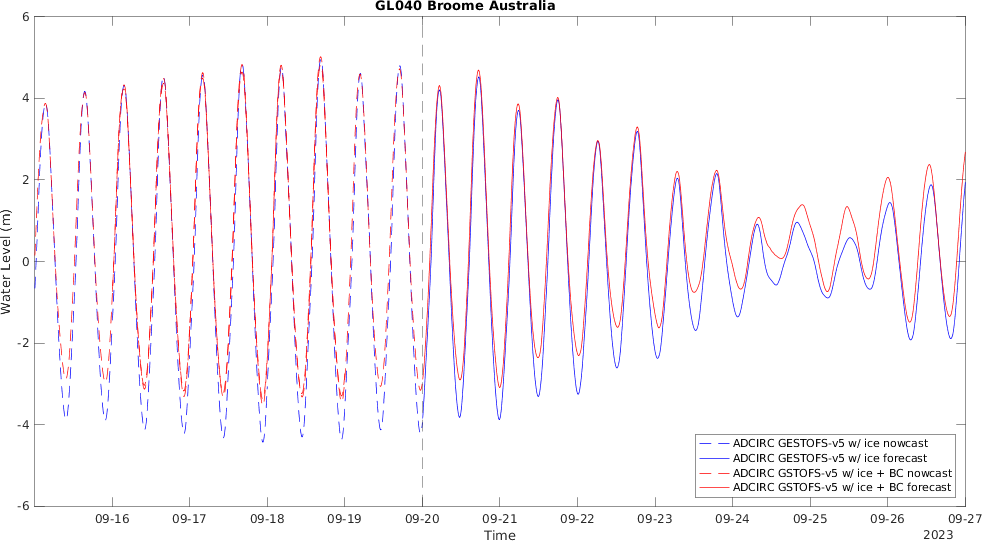 GL040 Broome Australia
6
4
2
0
-2
-4
-6
Water Level (m)
ADCIRC GESTOFS-v5 w/ ice nowcast
ADCIRC GESTOFS-v5 w/ ice forecast
ADCIRC GSTOFS-v5 w/ ice + BC nowcast
ADCIRC GSTOFS-v5 w/ ice + BC forecast
09-16 09-17 09-18 09-19 09-20 09-21 09-22 09-23 09-24 09-25 09-26 09-27
Time
2023